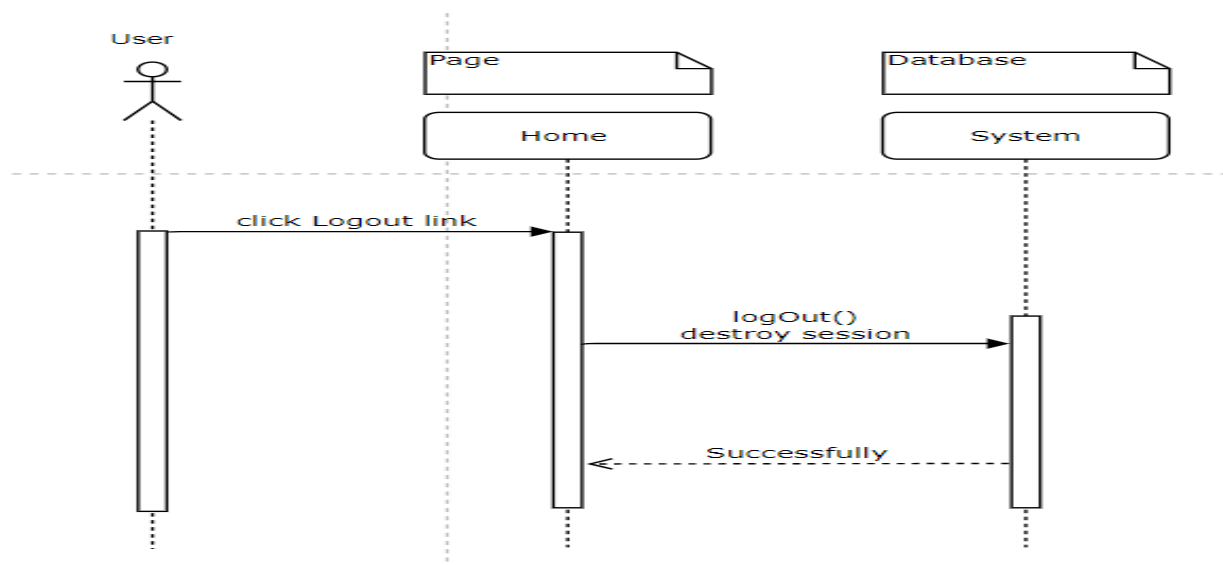 User
Page
Database
Home
System
click Logout link
logOut()
destroy session
Successfully